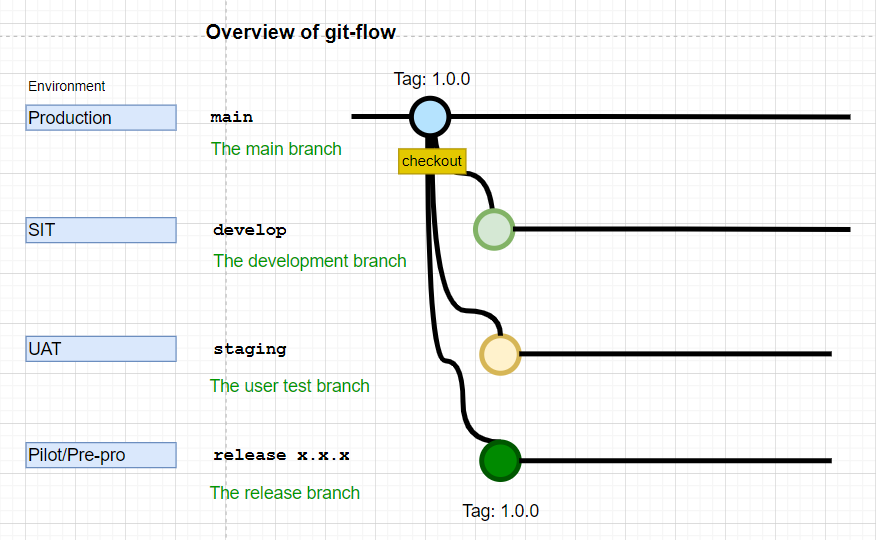 Overview of git-flow
Tag: 1.0.0
Environment
Production
main
The main branch
checkout
SIT
develop
The development branch
UAT
staging
The user test branch
Pilot/Pre-pro
release x.x.x
The release branch
Tag: 1.0.0